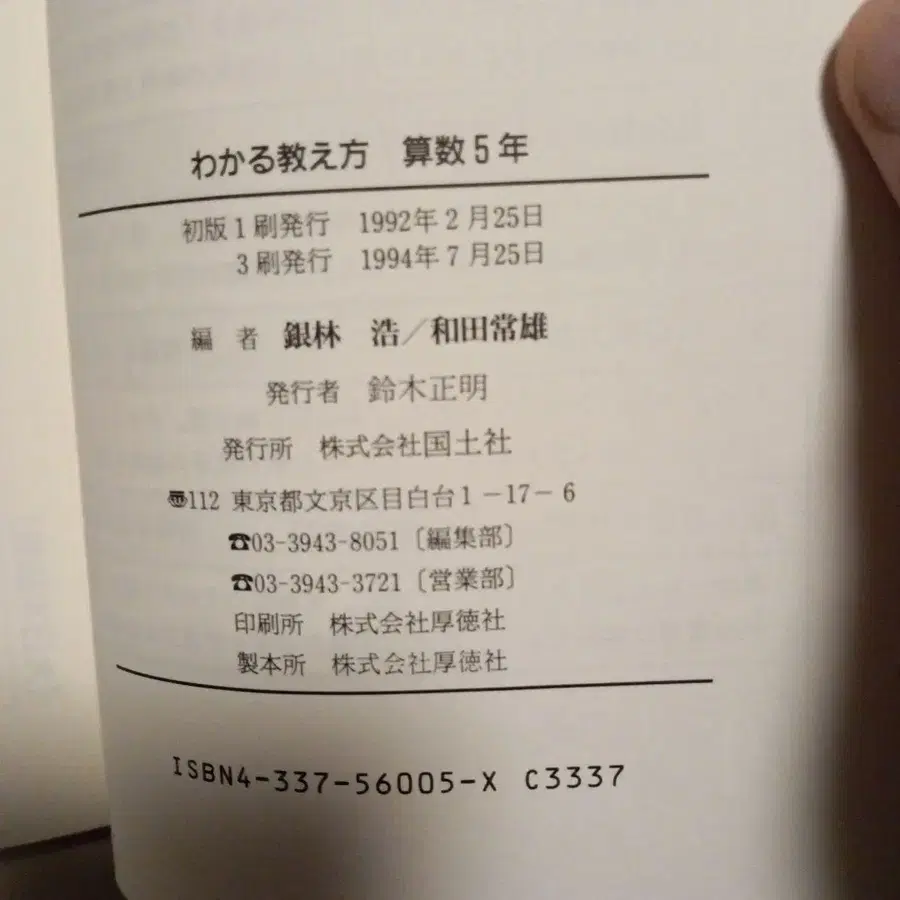 わかる教え方 算数5年
初版1刷発行 1992年2月25日
3刷発行 1994年7月25日
編者 銀林 浩／和田常雄
発行者 鈴木正明
発行所 株式会社国土社
〠112 東京都文京区目白台1-17-6
☎03-3943-8051〔編集部〕
☎03-3943-3721〔営業部〕
印刷所 株式会社厚徳社
製本所 株式会社厚徳社
ISBN4-337-56005-X C3337